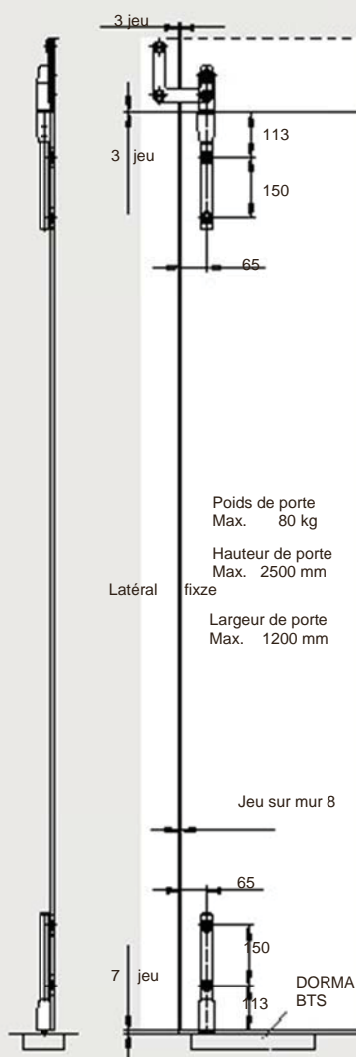 3 jeu
113
3 jeu
150
65
Poids de porte
Max. 80 kg
Hauteur de porte
Max. 2500 mm
Latéral fixze
Largeur de porte
Max. 1200 mm
Jeu sur mur 8
65
150
7 jeu
DORMA
BTS
113